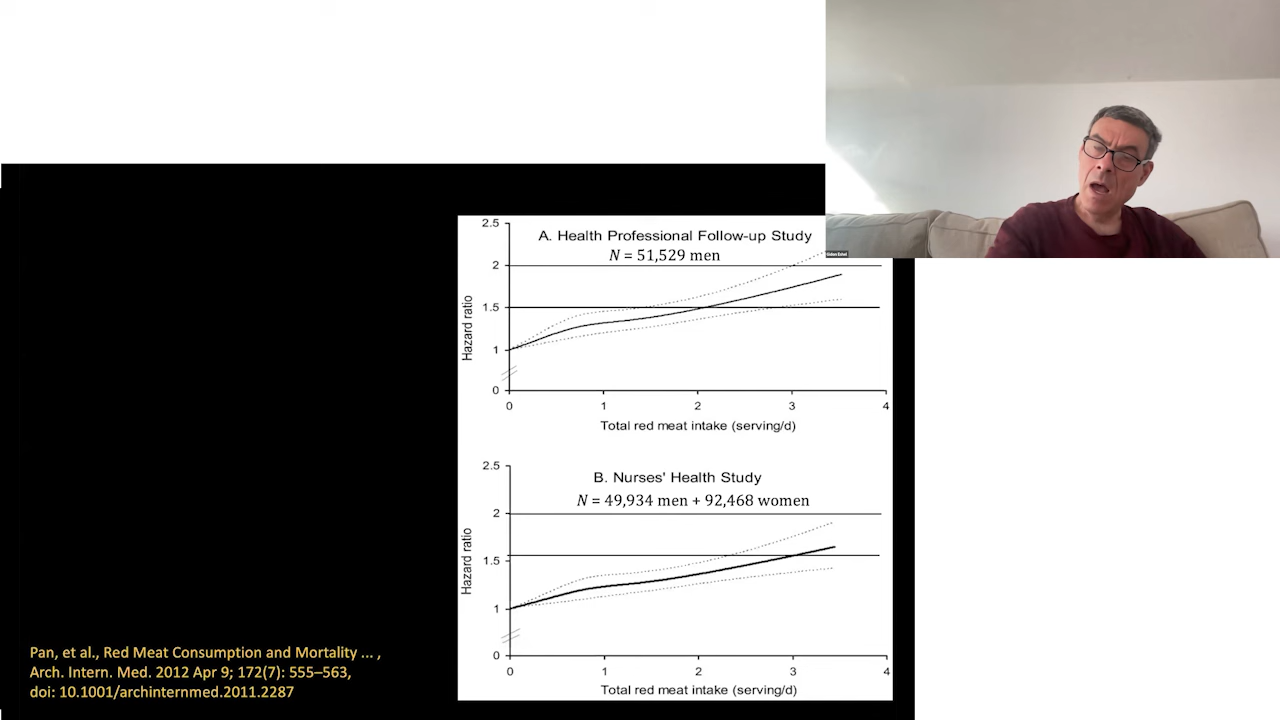 2.5
A. Health Professional Follow-up Study
N = 51,529 men
2
1.5
1
0
Hazard ratio
0 1 2 3 4
Total red meat intake (serving/d)
2.5
B. Nurses' Health Study
N = 49,934 men + 92,468 women
2
1.5
1
0
Hazard ratio
0 1 2 3 4
Total red meat intake (serving/d)
Pan, et al., Red Meat Consumption and Mortality ... ,
Arch. Intern. Med. 2012 Apr 9; 172(7): 555–563,
doi: 10.1001/archinternmed.2011.2287